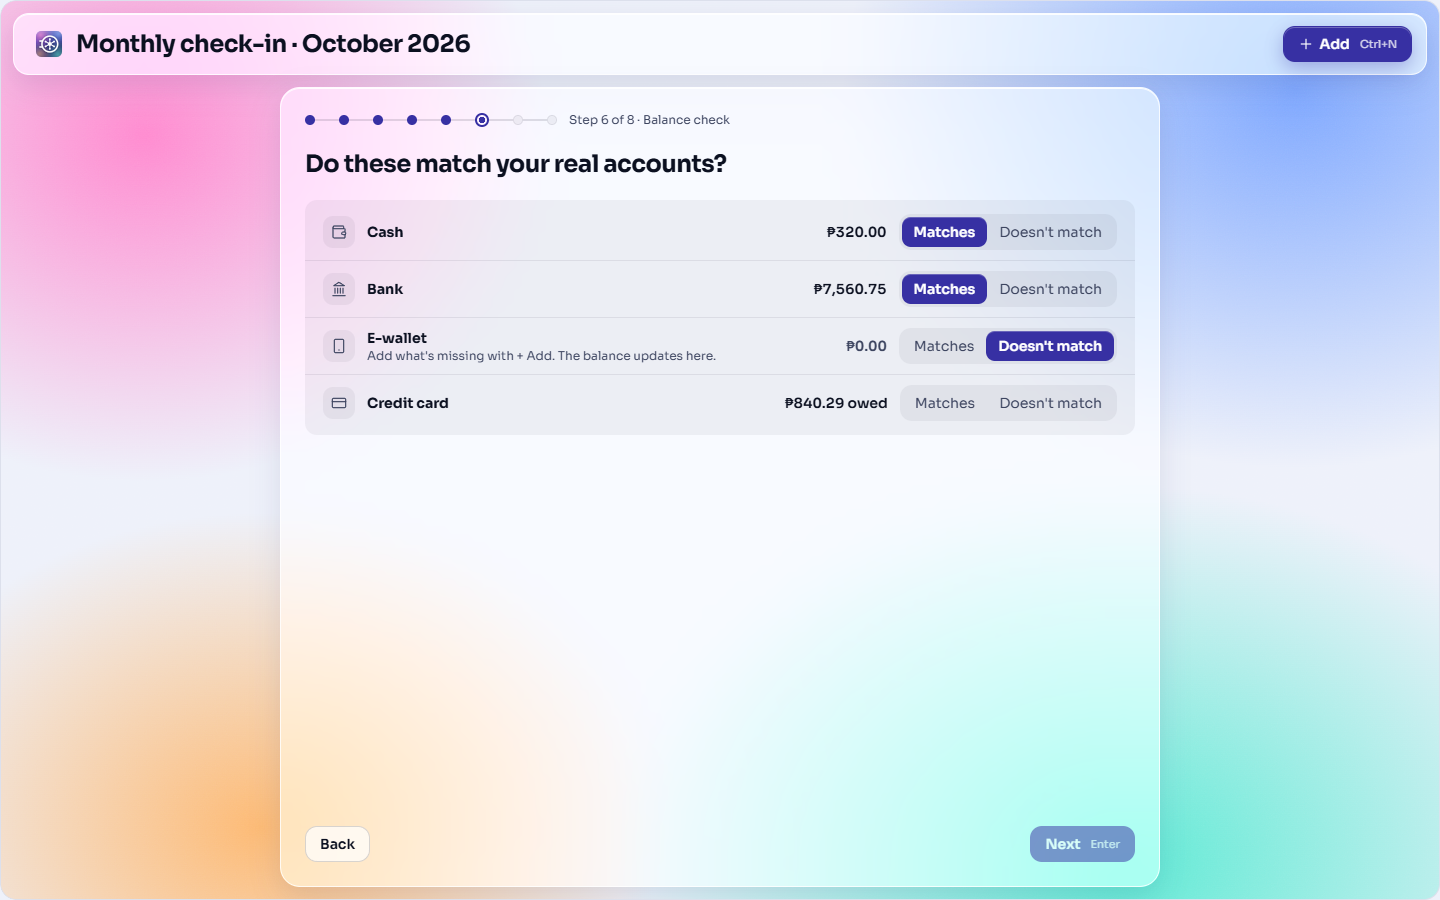 Monthly check-in · October 2026
+ Add Ctrl+N
Step 6 of 8 · Balance check
Do these match your real accounts?
Cash ₱320.00 Matches Doesn't match
Bank ₱7,560.75 Matches Doesn't match
E-wallet ₱0.00 Matches Doesn't match
Add what's missing with + Add. The balance updates here.
Credit card ₱840.29 owed Matches Doesn't match
Back Next Enter